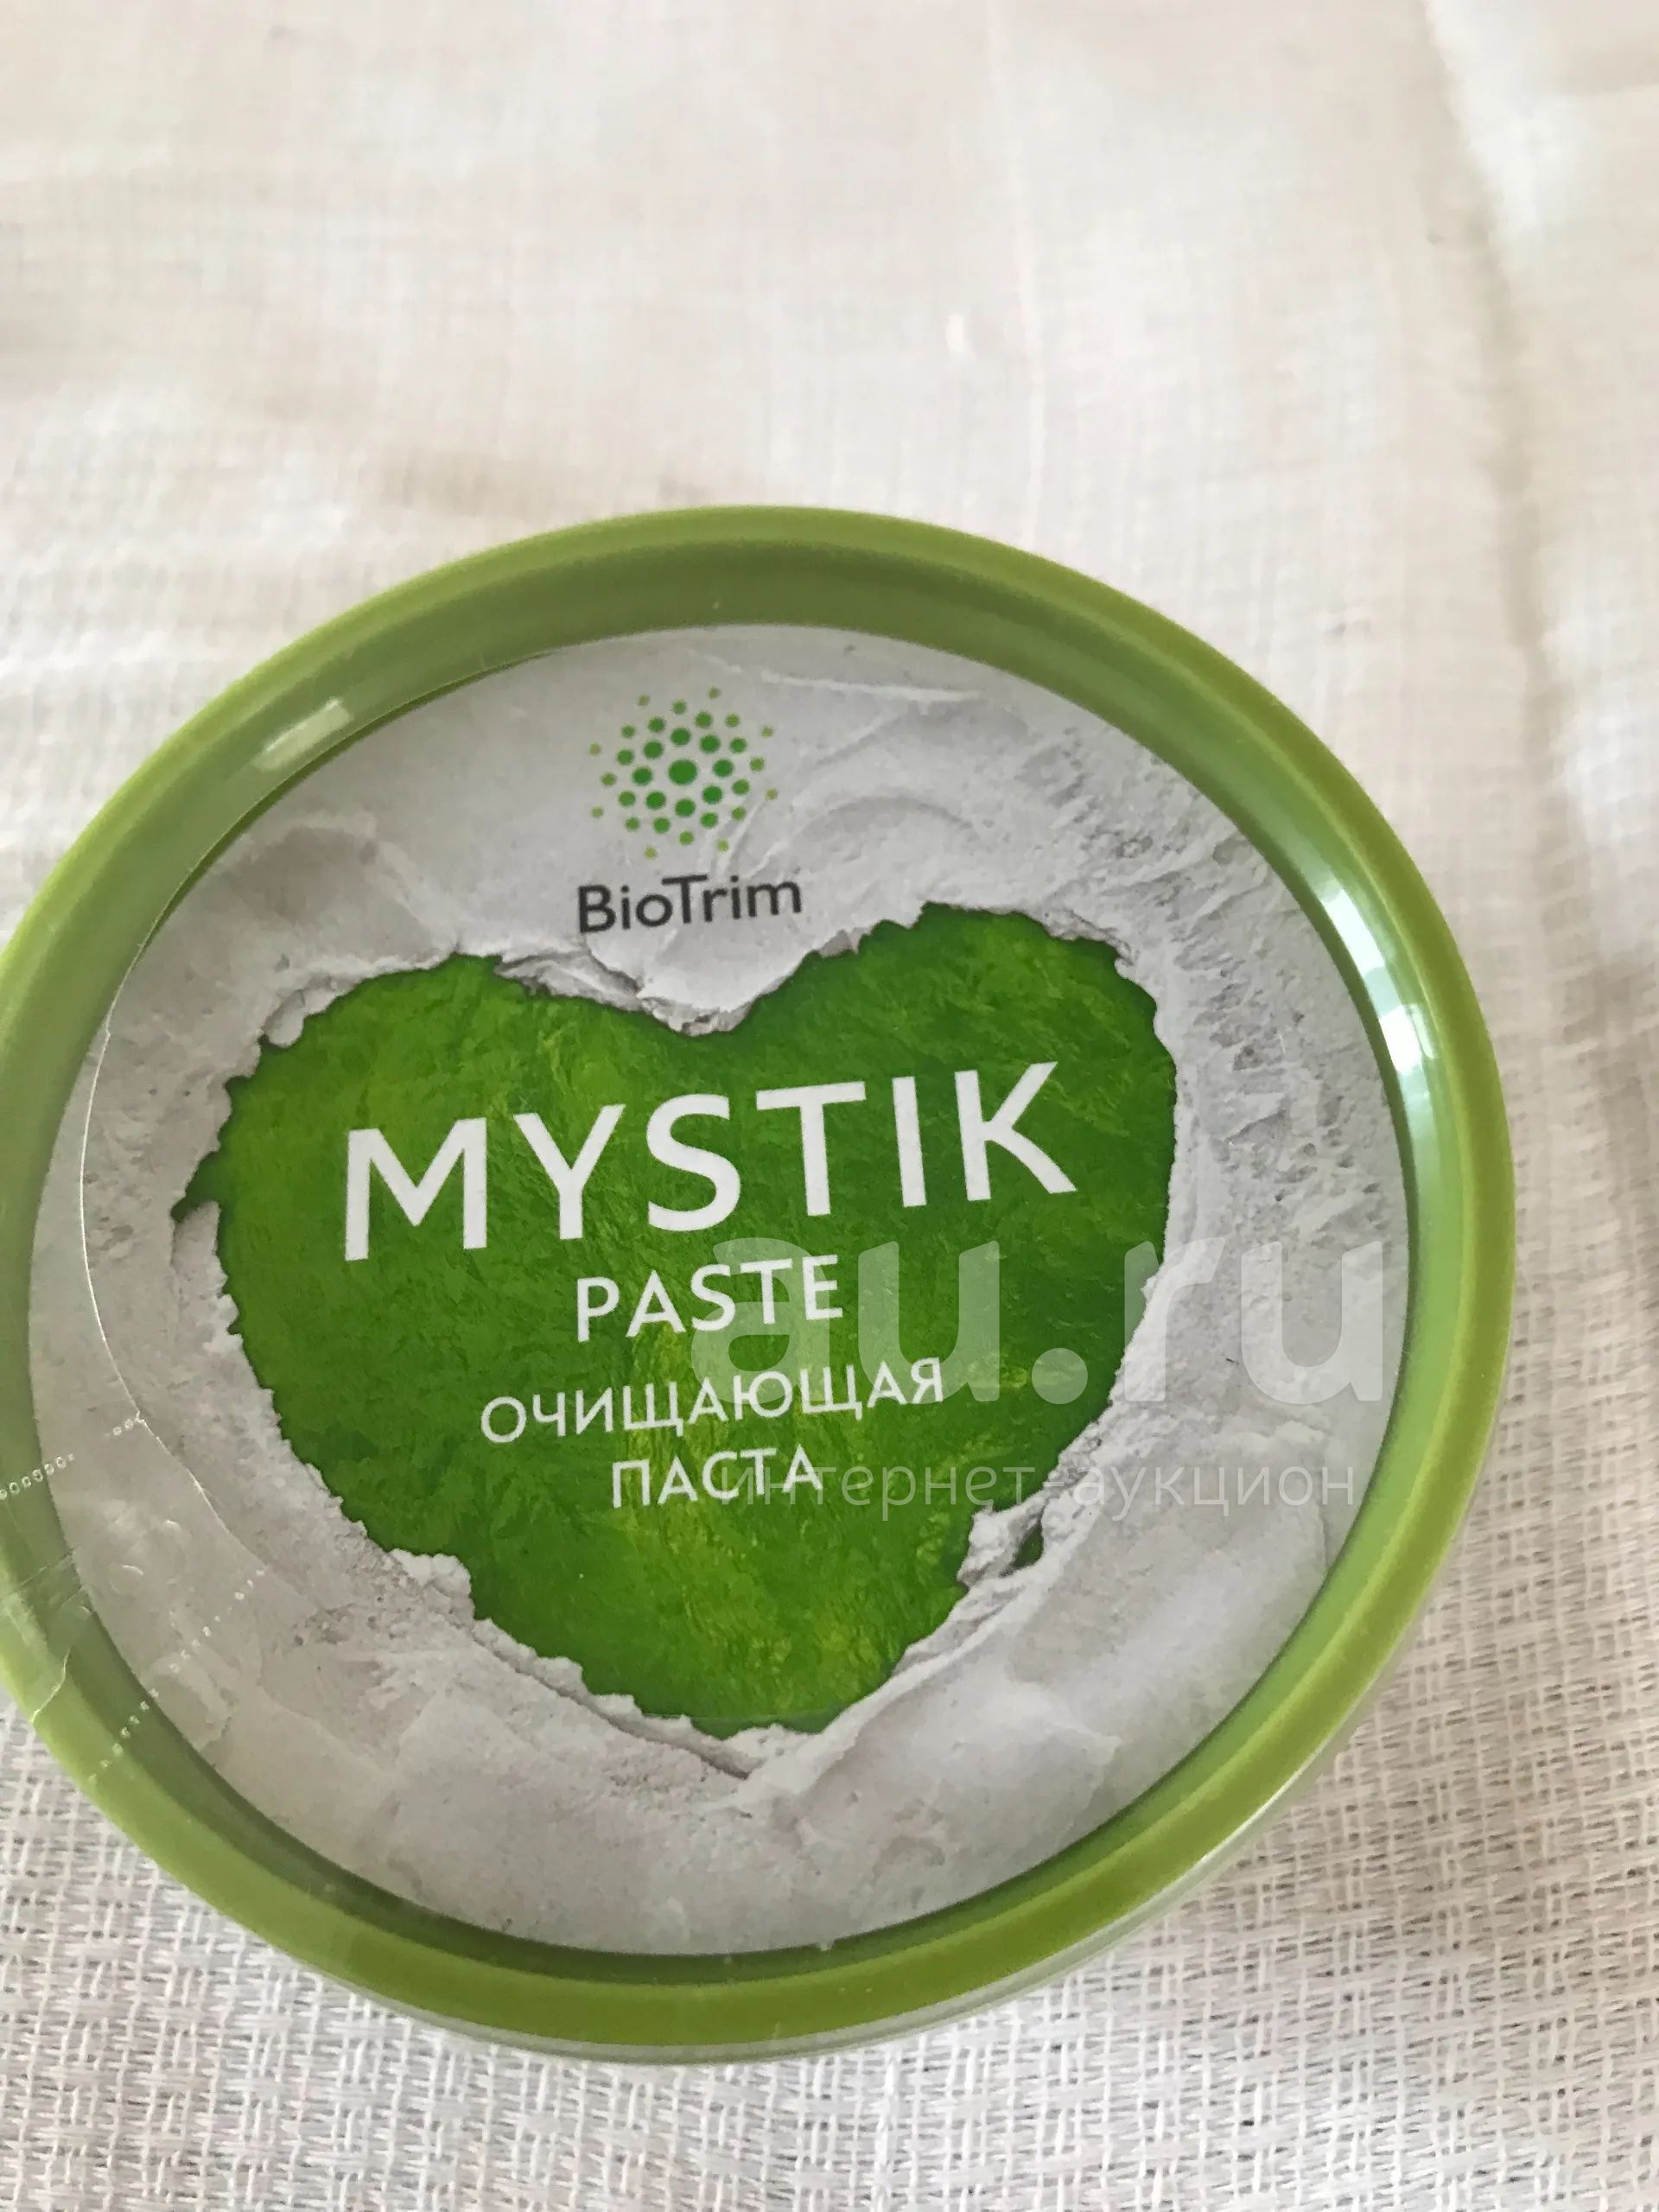 BioTrim
MYSTIK
PASTE
ОЧИЩАЮЩАЯ
ПАСТА
au.ru
интернет-аукцион